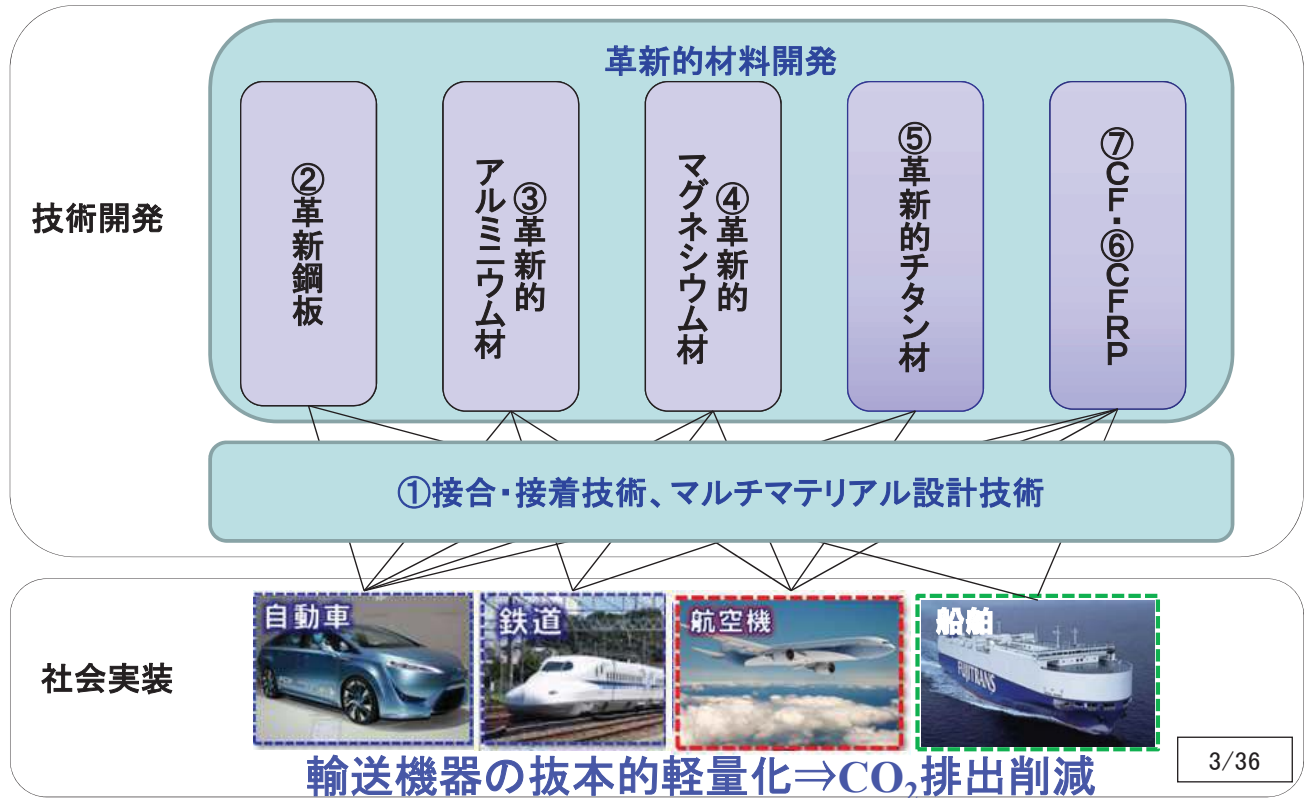 革新的材料開発
技術開発
②革新鋼板
③革新的
アルミニウム材
④革新的
マグネシウム材
⑤革新的チタン材
⑦CF・⑥CFRP
①接合・接着技術、マルチマテリアル設計技術
社会実装
自動車
鉄道
航空機
船舶
FUJITRANS
輸送機器の抜本的軽量化⇒CO₂排出削減
3/36